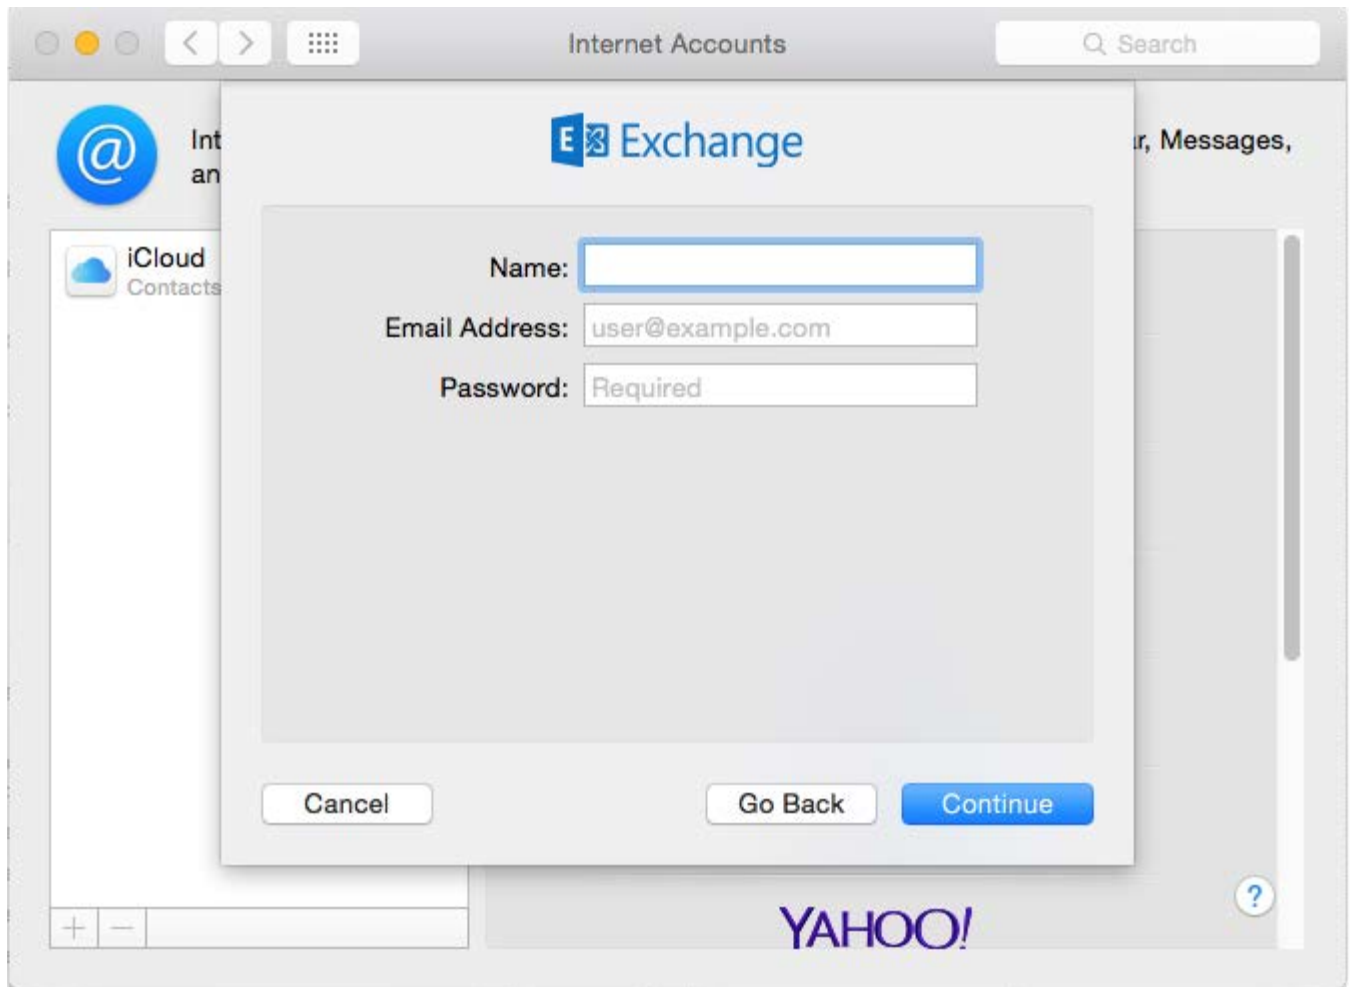 Internet Accounts
Search
E Exchange
Int
r, Messages,
an
iCloud
Contacts
Name:
Email Address: user@example.com
Password: Required
Cancel
Go Back
Continue
?
YAHOO!